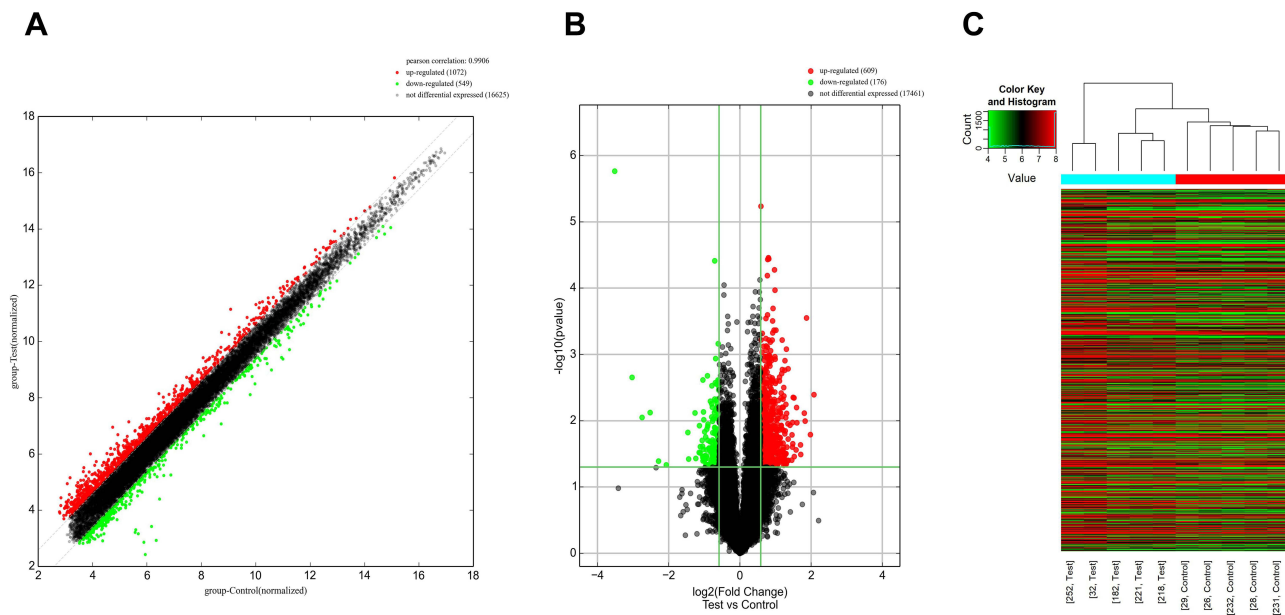 A
B
C
pearson correlation: 0.9906
up-regulated (1072)
down-regulated (549)
not differential expressed (16625)
18
16
14
12
10
8
6
4
2
group-Test(normalized)
2
4
6
8
10
12
14
16
18
group-Control(normalized)
up-regulated (609)
down-regulated (176)
not differential expressed (17461)
6
5
4
3
2
1
0
-log10(pvalue)
−4
−2
0
2
4
log2(Fold Change)
Test vs Control
Color Key
and Histogram
Count
0
1500
4
5
6
7
8
Value
[252, Test]
[32, Test]
[182, Test]
[221, Test]
[218, Test]
[29, Control]
[26, Control]
[232, Control]
[28, Control]
[231, Control]